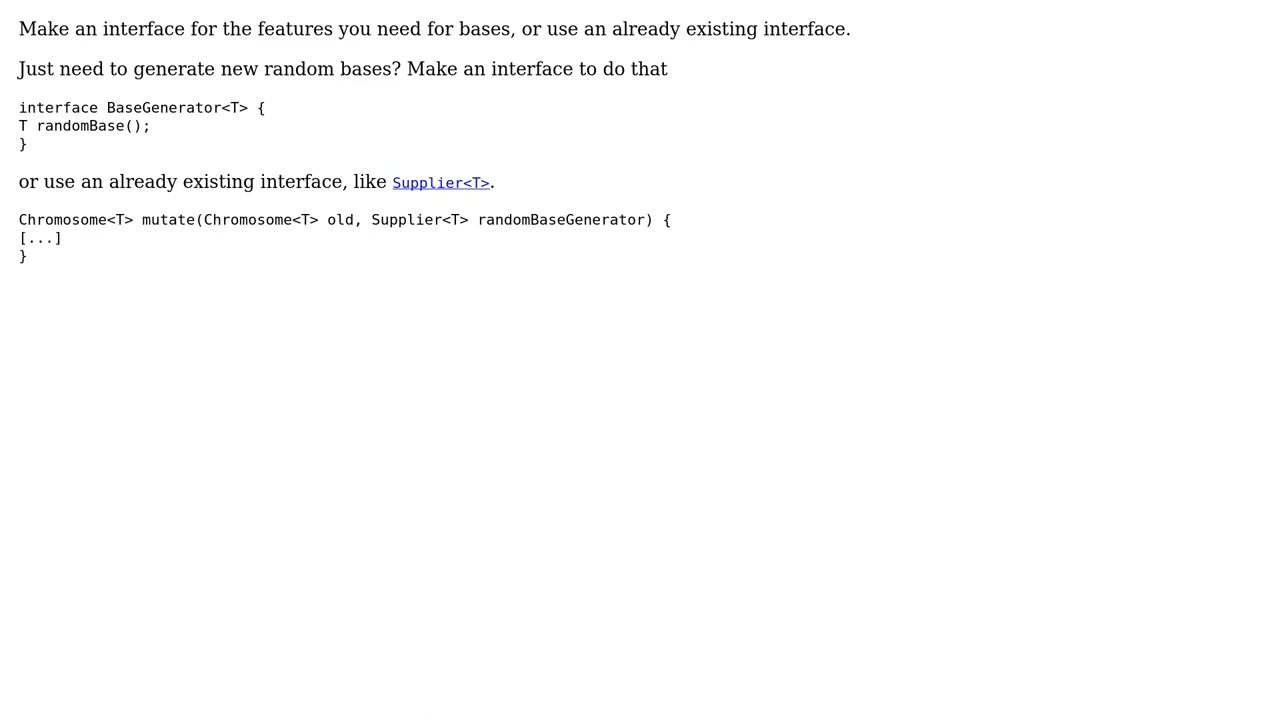 Make an interface for the features you need for bases, or use an already existing interface.
Just need to generate new random bases? Make an interface to do that
interface BaseGenerator<T> {
T randomBase();
}
or use an already existing interface, like Supplier<T>.
Chromosome<T> mutate(Chromosome<T> old, Supplier<T> randomBaseGenerator) {
[...]
}